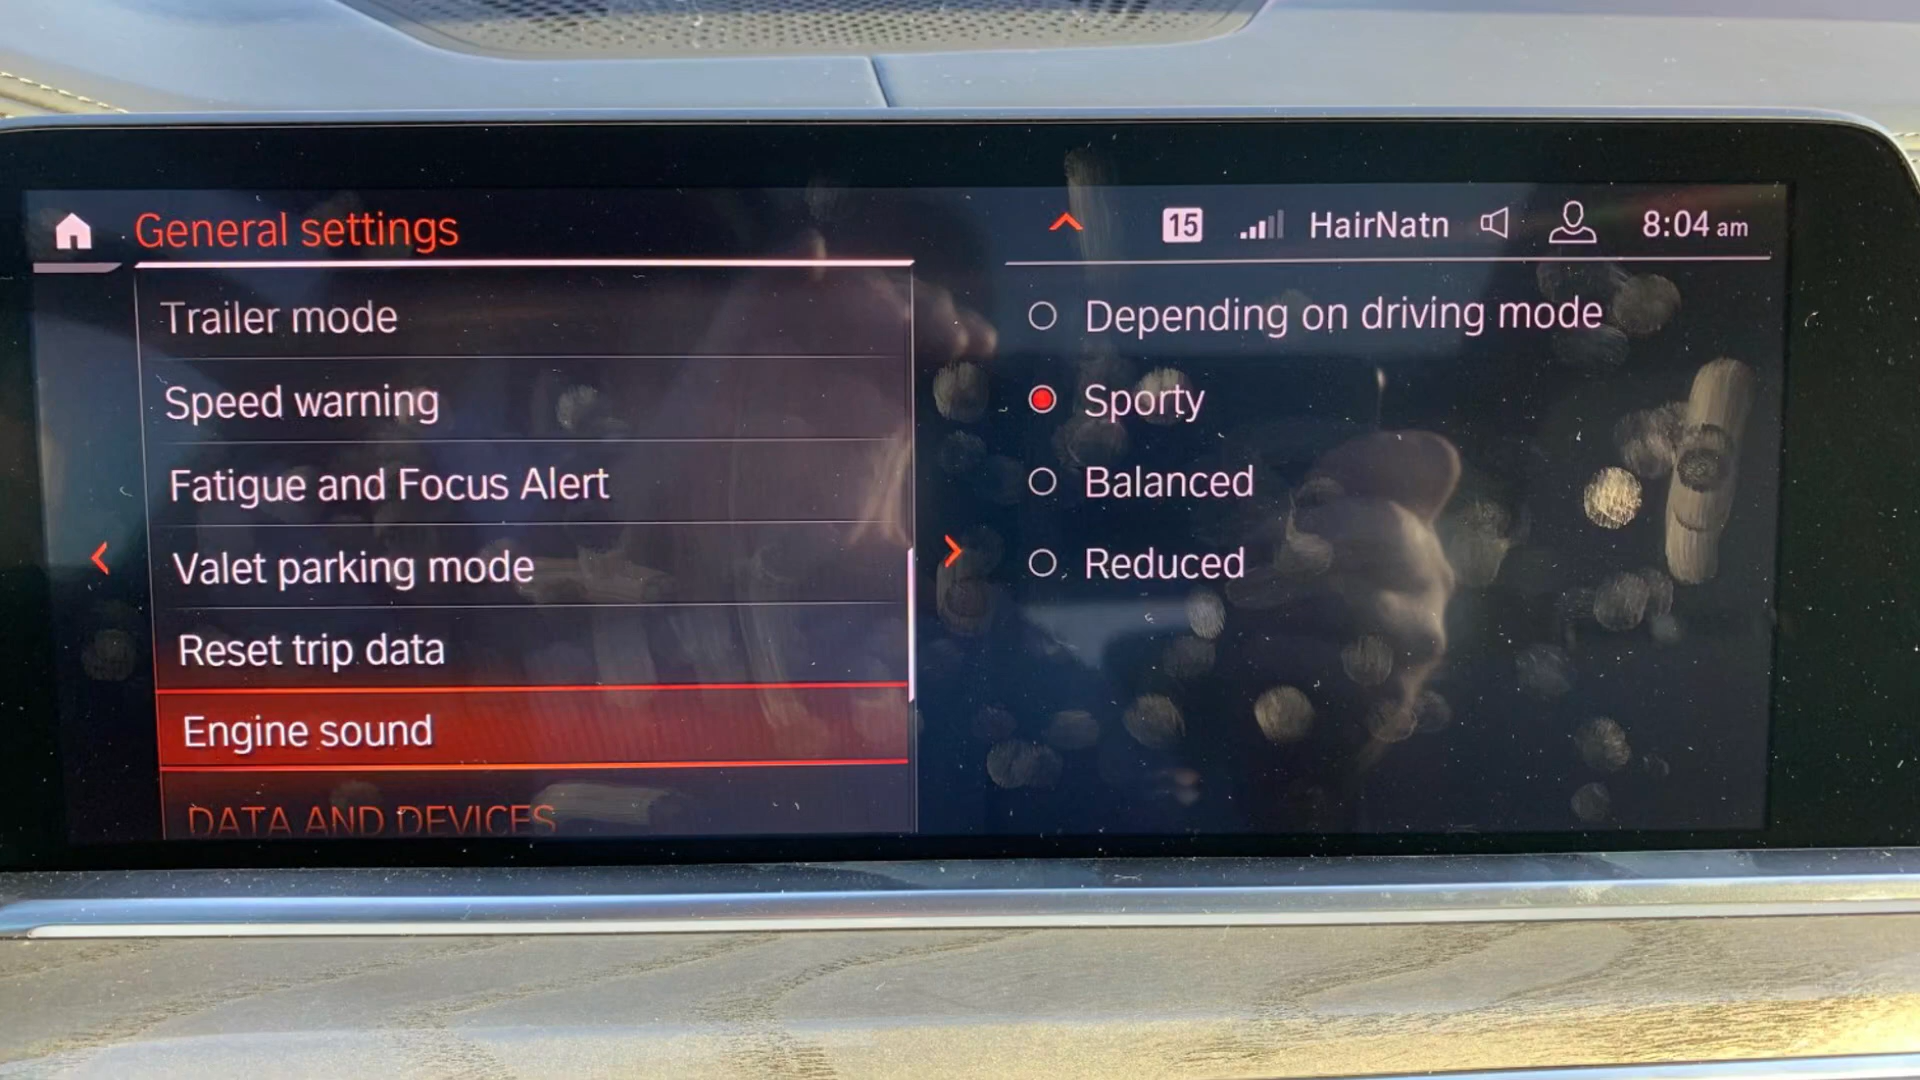 General settings
15 HairNatn 8:04 am
Trailer mode
Speed warning
Fatigue and Focus Alert
Valet parking mode
Reset trip data
Engine sound
DATA AND DEVICES
Depending on driving mode
Sporty
Balanced
Reduced